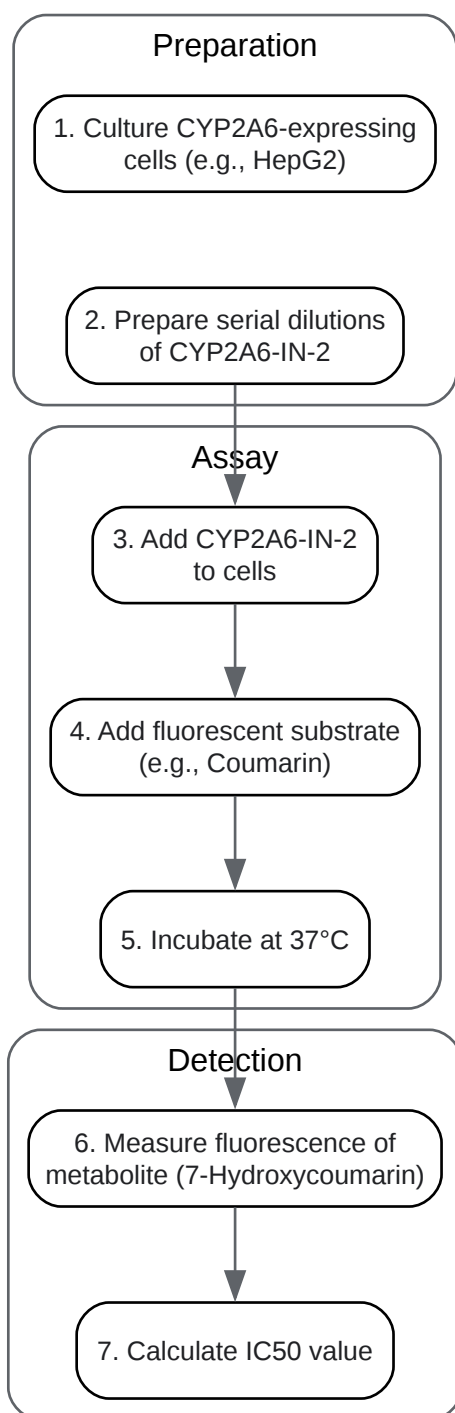 Preparation
1. Culture CYP2A6-expressing
cells (e.g., HepG2)
2. Prepare serial dilutions
of CYP2A6-IN-2
Assay
3. Add CYP2A6-IN-2
to cells
4. Add fluorescent substrate
(e.g., Coumarin)
5. Incubate at 37°C
Detection
6. Measure fluorescence of
metabolite (7-Hydroxycoumarin)
7. Calculate IC50 value